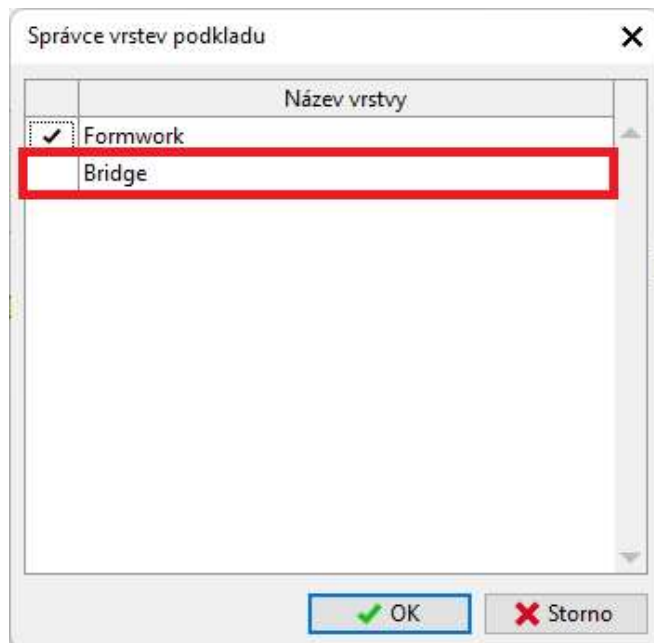 Správce vrstev podkladu
Název vrstvy
Formwork
Bridge
OK
Storno